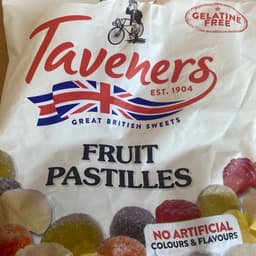 GELATINE
FREE
Taveners
EST. 1904
GREAT BRITISH SWEETS
FRUIT
PASTILLES
NO ARTIFICIAL
COLOURS & FLAVOURS